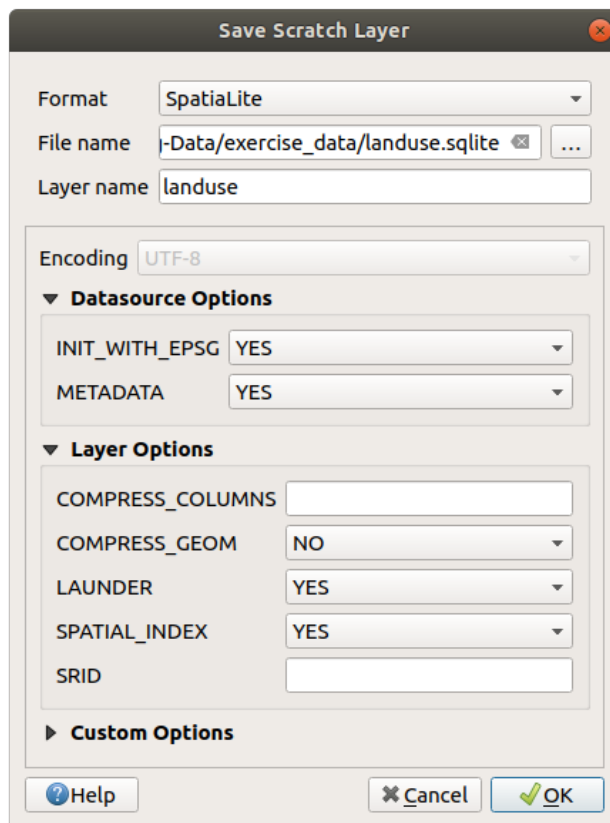 Save Scratch Layer
Format SpatiaLite
File name -Data/exercise_data/landuse.sqlite ...
Layer name landuse
Encoding UTF-8
Datasource Options
INIT_WITH_EPSG YES
METADATA YES
Layer Options
COMPRESS_COLUMNS
COMPRESS_GEOM NO
LAUNDER YES
SPATIAL_INDEX YES
SRID
Custom Options
Help Cancel OK